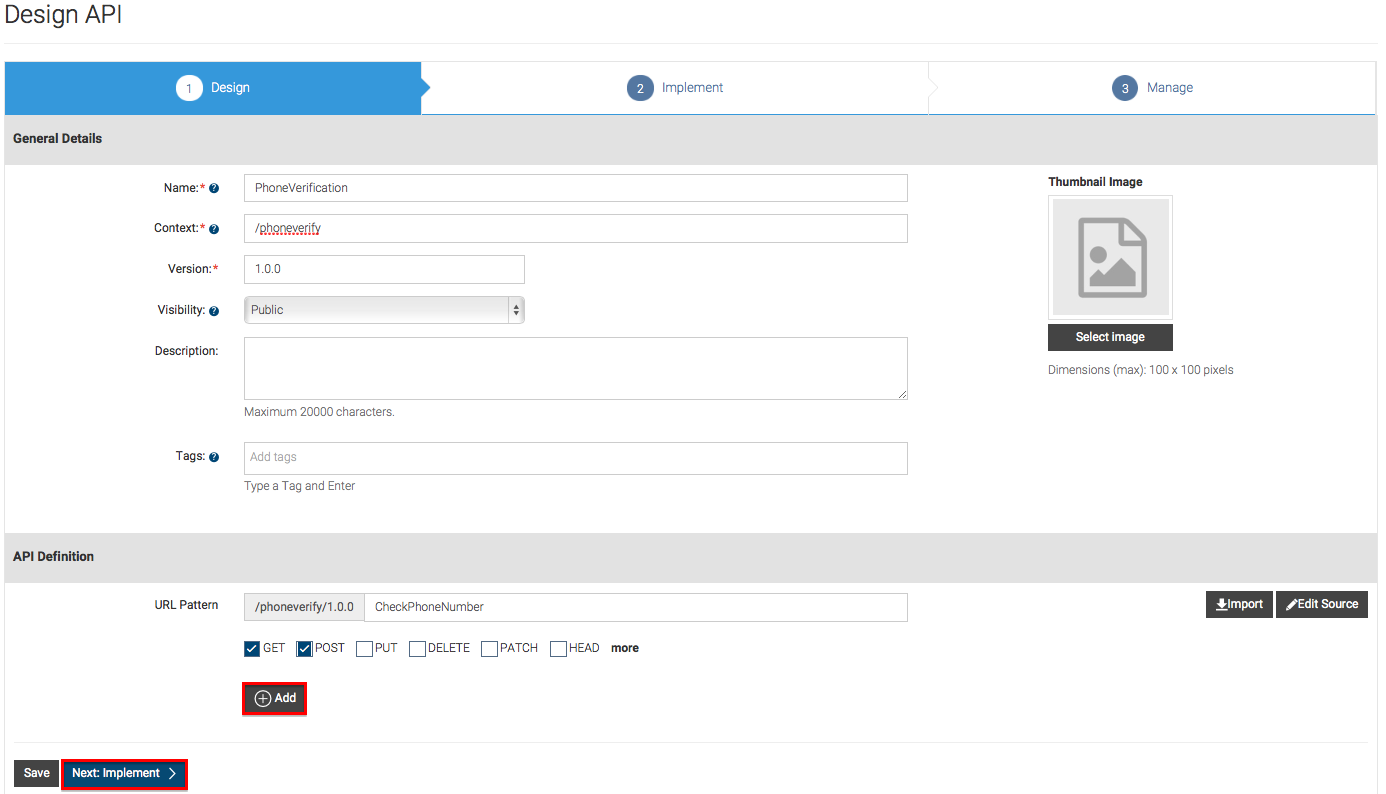 Design API
1 Design
2 Implement
3 Manage
General Details
Name:* ? PhoneVerification
Thumbnail Image
Context:* ? /phoneverify
Version:* 1.0.0
Visibility: ? Public
Select image
Description:
Dimensions (max): 100 x 100 pixels
Maximum 20000 characters.
Tags: ? Add tags
Type a Tag and Enter
API Definition
URL Pattern /phoneverify/1.0.0 CheckPhoneNumber
Import Edit Source
GET POST PUT DELETE PATCH HEAD more
Add
Save Next: Implement